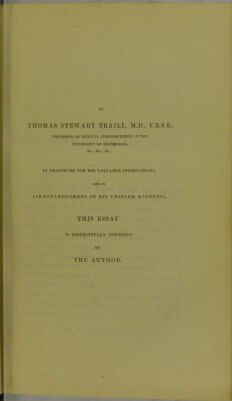 TO
THOMAS STEWART TRAILL, M.D., F.R.S.E.,
PROFESSOR OF MEDICAL JURISPRUDENCE IN THE
UNIVERSITY OF EDINBURGH,
&c., &c., &c.,
IN GRATITUDE FOR HIS VALUABLE INSTRUCTIONS,
AND IN
ACKNOWLEDGEMENT OF HIS UNIFORM KINDNESS,
THIS ESSAY
IS RESPECTFULLY INSCRIBED
BY
THE AUTHOR.